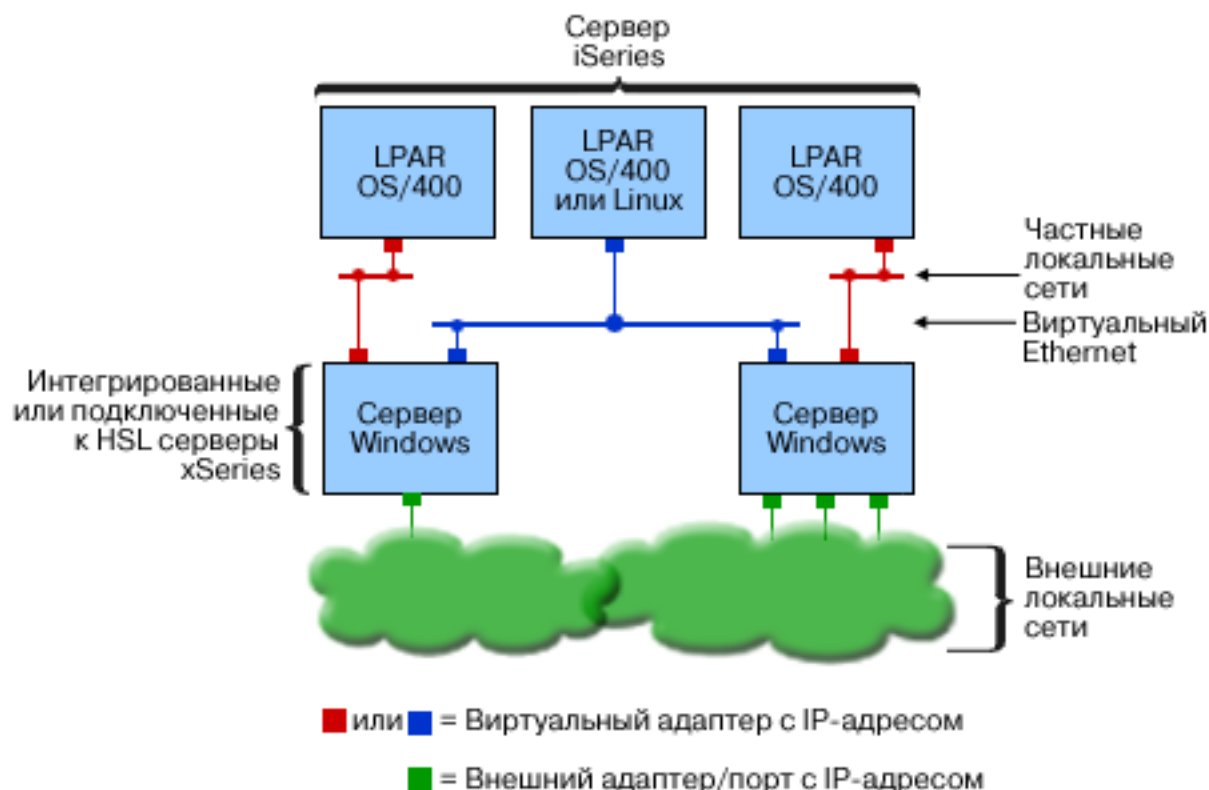 Сервер
iSeries
LPAR
OS/400
LPAR
OS/400
или Linux
LPAR
OS/400
Частные
локальные
сети
Виртуальный
Ethernet
Интегрированные
или подключенные
к HSL серверы
xSeries
Сервер
Windows
Сервер
Windows
Внешние
локальные
сети
или = Виртуальный адаптер с IP-адресом
= Внешний адаптер/порт с IP-адресом